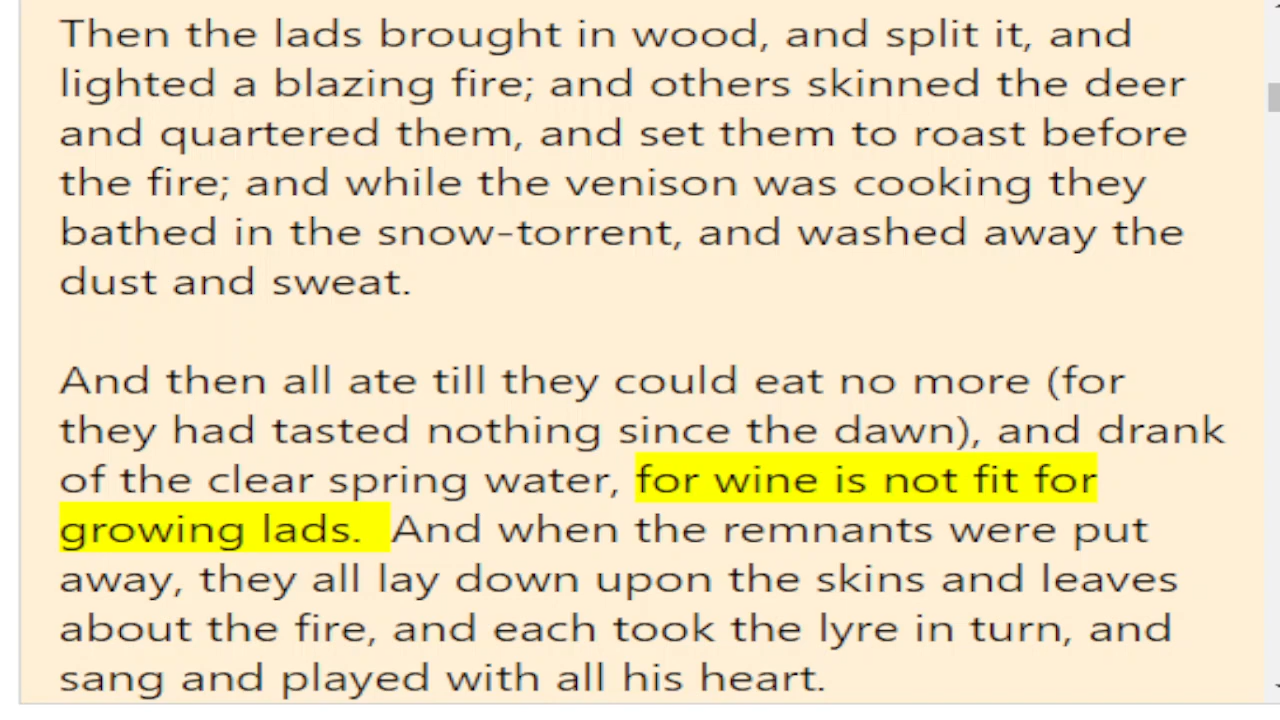 Then the lads brought in wood, and split it, and
lighted a blazing fire; and others skinned the deer
and quartered them, and set them to roast before
the fire; and while the venison was cooking they
bathed in the snow-torrent, and washed away the
dust and sweat.
And then all ate till they could eat no more (for
they had tasted nothing since the dawn), and drank
of the clear spring water, for wine is not fit for
growing lads. And when the remnants were put
away, they all lay down upon the skins and leaves
about the fire, and each took the lyre in turn, and
sang and played with all his heart.